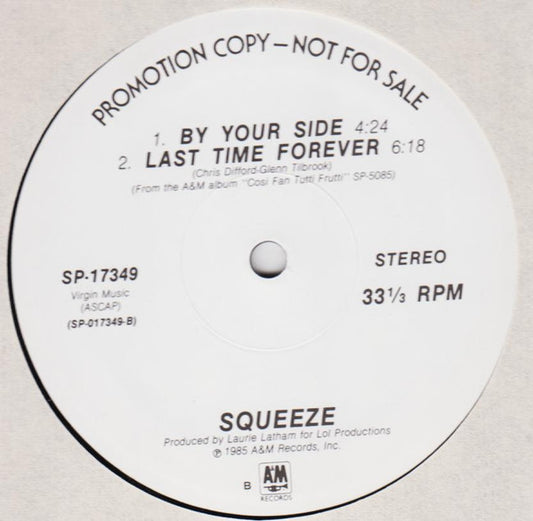 PROMOTION COPY—NOT FOR SALE
1. BY YOUR SIDE 4:24
2. LAST TIME FOREVER 6:18
(Chris Difford-Glenn Tilbrook)
(From the A&M album "Cosi Fan Tutti Frutti" SP-5085)
SP-17349
Virgin Music
(ASCAP)
(SP-017349-B)
STEREO
33 1/3 RPM
SQUEEZE
Produced by Laurie Latham for Lol Productions
℗ 1985 A&M Records, Inc.
B
A&M
RECORDS